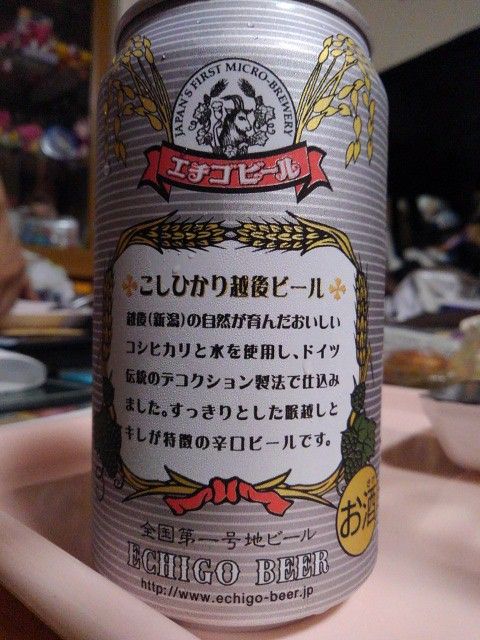 JAPAN'S FIRST MICRO-BREWERY
エチゴビール
こしひかり越後ビール
越後(新潟)の自然が育んだおいしい
コシヒカリと水を使用し、ドイツ
伝統のデコクション製法で仕込み
ました。すっきりとした喉越しと
キレが特徴の辛口ビールです。
お酒
全国第一号地ビール
ECHIGO BEER
http://www.echigo-beer.jp